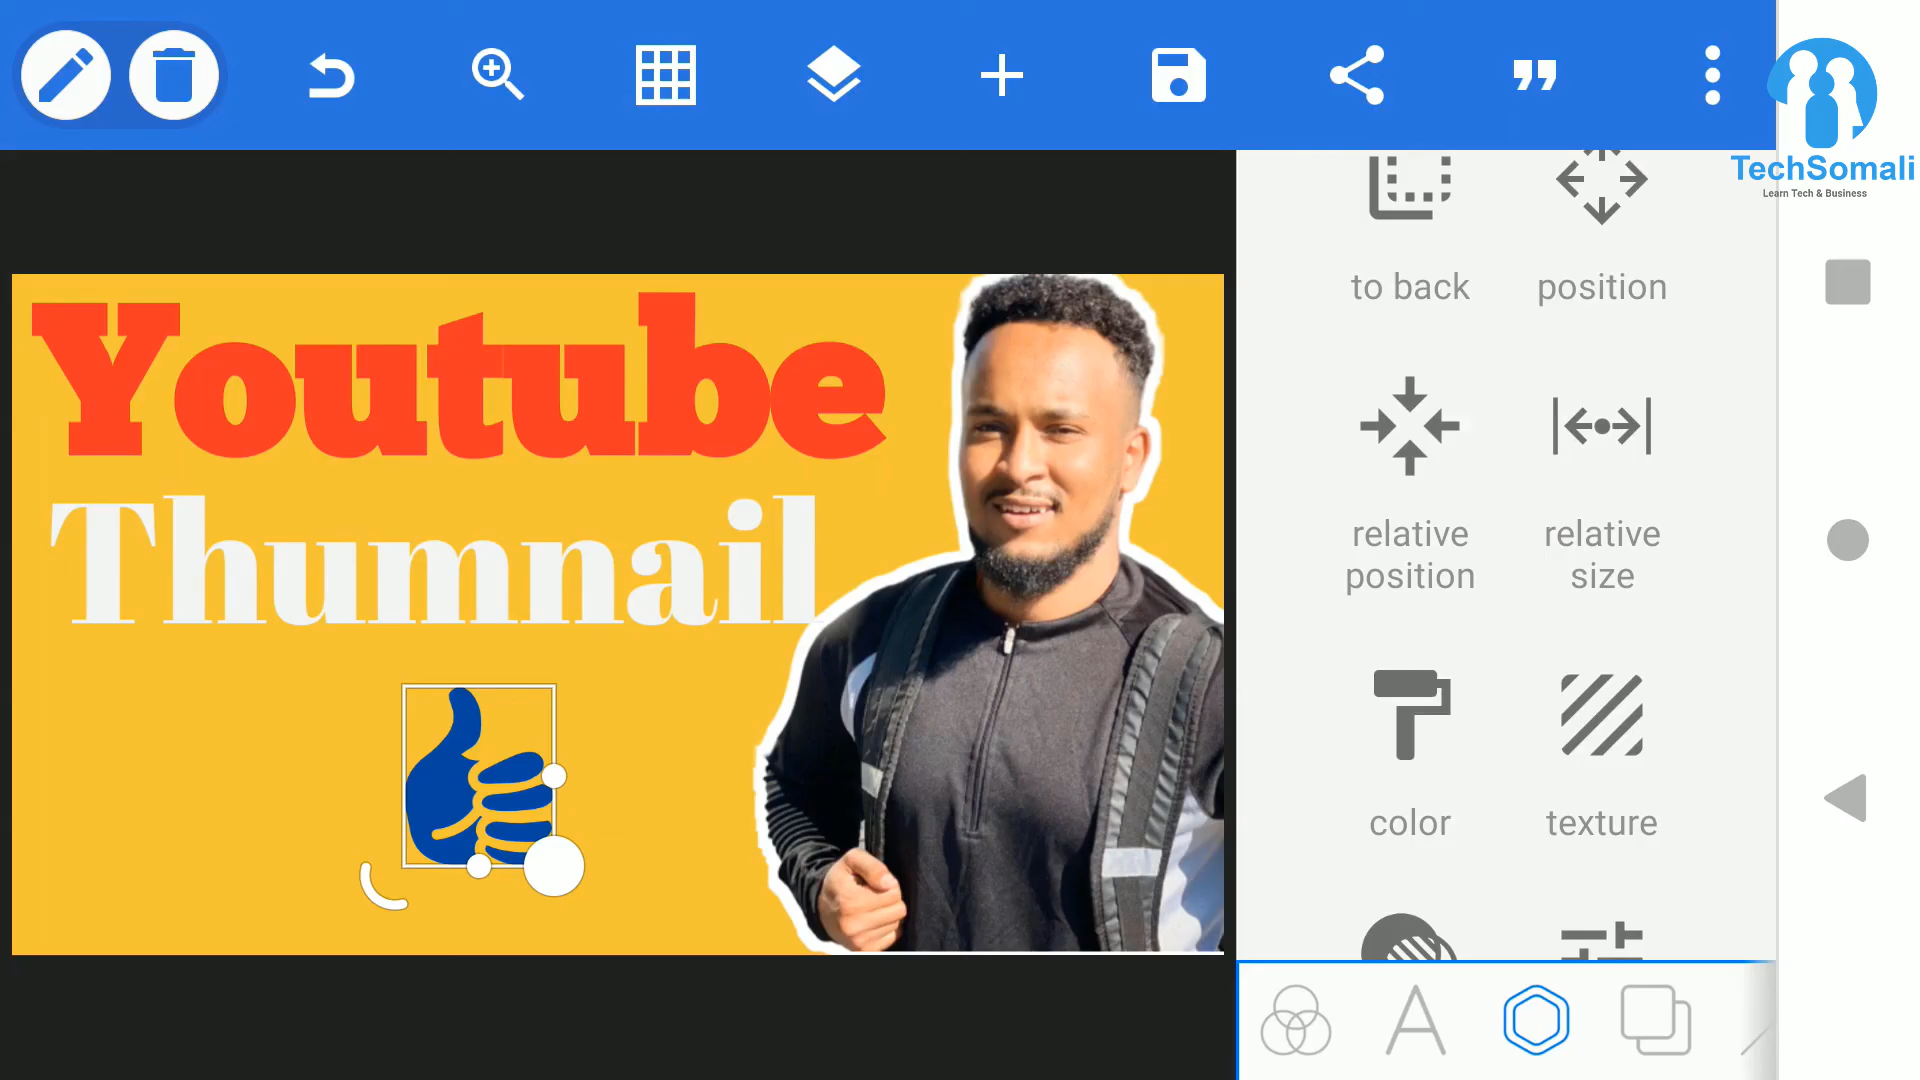 TechSomali
Learn Tech & Business
to back
position
Youtube
Thumnail
relative
position
relative
size
color
texture